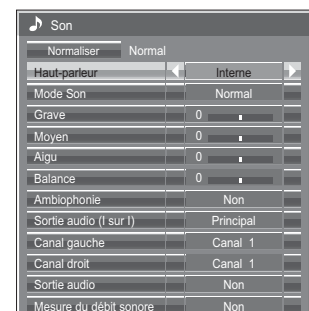 Son
Normaliser Normal
Haut-parleur Interne
Mode Son Normal
Grave 0
Moyen 0
Aigu 0
Balance 0
Ambiophonie Non
Sortie audio (I sur I) Principal
Canal gauche Canal 1
Canal droit Canal 1
Sortie audio Non
Mesure du débit sonore Non